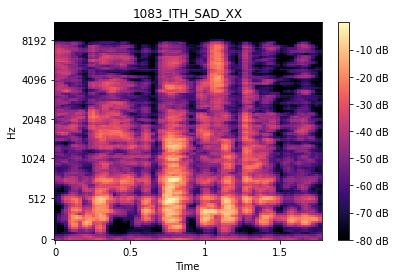 1083_ITH_SAD_XX
8192
4096
2048
1024
512
0
Hz
0
0.5
1
1.5
Time
-10 dB
-20 dB
-30 dB
-40 dB
-50 dB
-60 dB
-70 dB
-80 dB